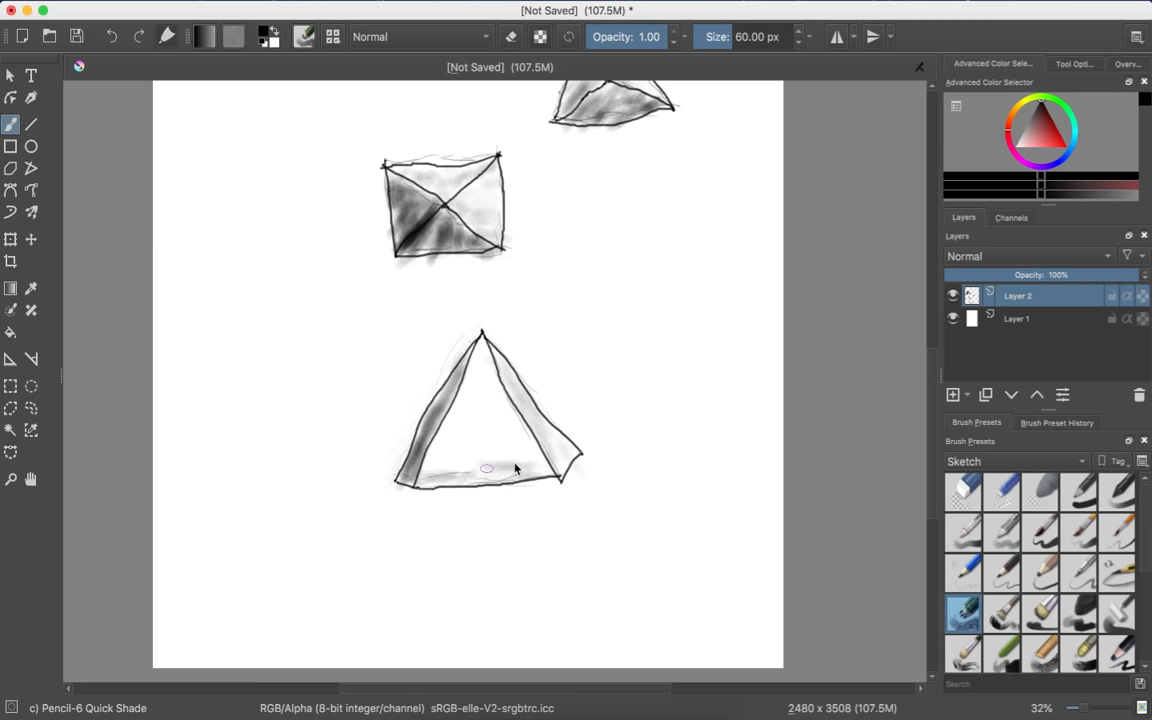 [Not Saved] (107.5M) *
Normal
Opacity: 1.00
Size: 60.00 px
[Not Saved] (107.5M)
Advanced Color Sele...
Tool Opti...
Overv...
Advanced Color Selector
Layers
Channels
Layers
Normal
Opacity: 100%
Layer 2
Layer 1
Brush Presets
Brush Preset History
Brush Presets
Sketch
Tag
Search
c) Pencil-6 Quick Shade
RGB/Alpha (8-bit integer/channel) sRGB-elle-V2-srgbtrc.icc
2480 x 3508 (107.5M)
32%